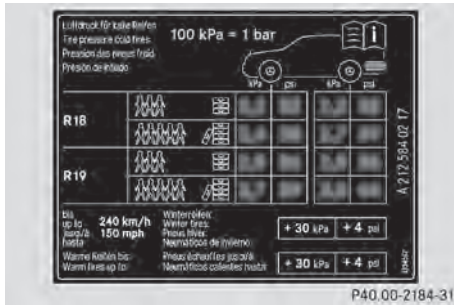 Luftdruck für kalte Reifen
Tire pressure cold tires
Pression des pneus froid
Presión de inflado
100 kPa = 1 bar
kPa psi kPa psi
R18
R19
bis
up to
jusqu'à
hasta
240 km/h
150 mph
Winterreifen:
Winter tires:
Pneus hiver:
Neumáticos de invierno:
+ 30 kPa + 4 psi
Warme Reifen bis:
Warm tires up to:
Pneus échauffés jusqu'à:
Neumáticos calientes hasta:
+ 30 kPa + 4 psi
A 212 584 02 17
P40.00-2184-31